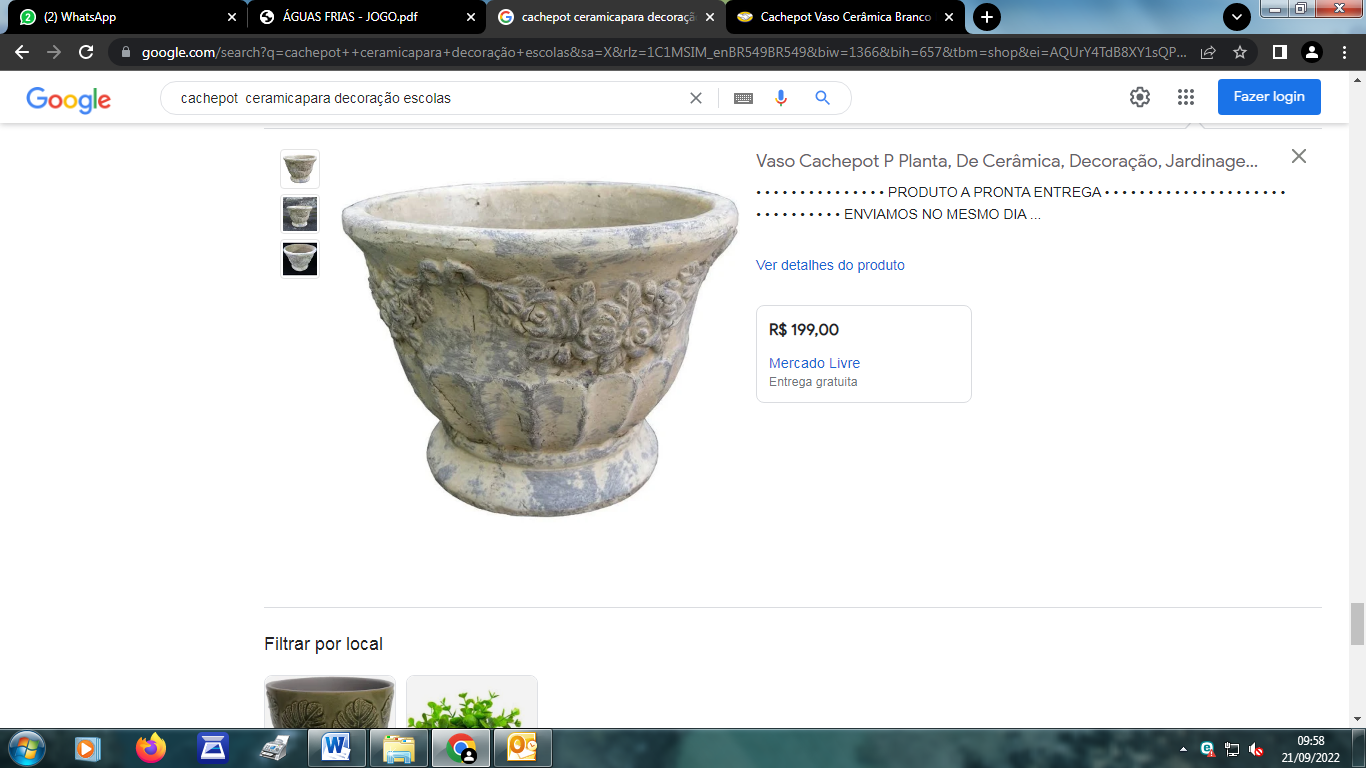 (2) WhatsApp
ÁGUAS FRIAS - JOGO.pdf
cachepot ceramicapara decoraçã
Cachepot Vaso Cerâmica Branco
google.com/search?q=cachepot++ceramicapara+decoração+escolas&sa=X&rlz=1C1MSIM_enBR549BR549&biw=1366&bih=657&tbm=shop&ei=AQUrY4TdB8XY1sQP...
Google
cachepot  ceramicapara decoração escolas
Fazer login
Vaso Cachepot P Planta, De Cerâmica, Decoração, Jardinage...
• • • • • • • • • • • • • • • PRODUTO A PRONTA ENTREGA • • • • • • • • • • • • • • • • • • • • •
• • • • • • • • • • ENVIAMOS NO MESMO DIA ...
Ver detalhes do produto
R$ 199,00
Mercado Livre
Entrega gratuita
Filtrar por local
09:58
21/09/2022